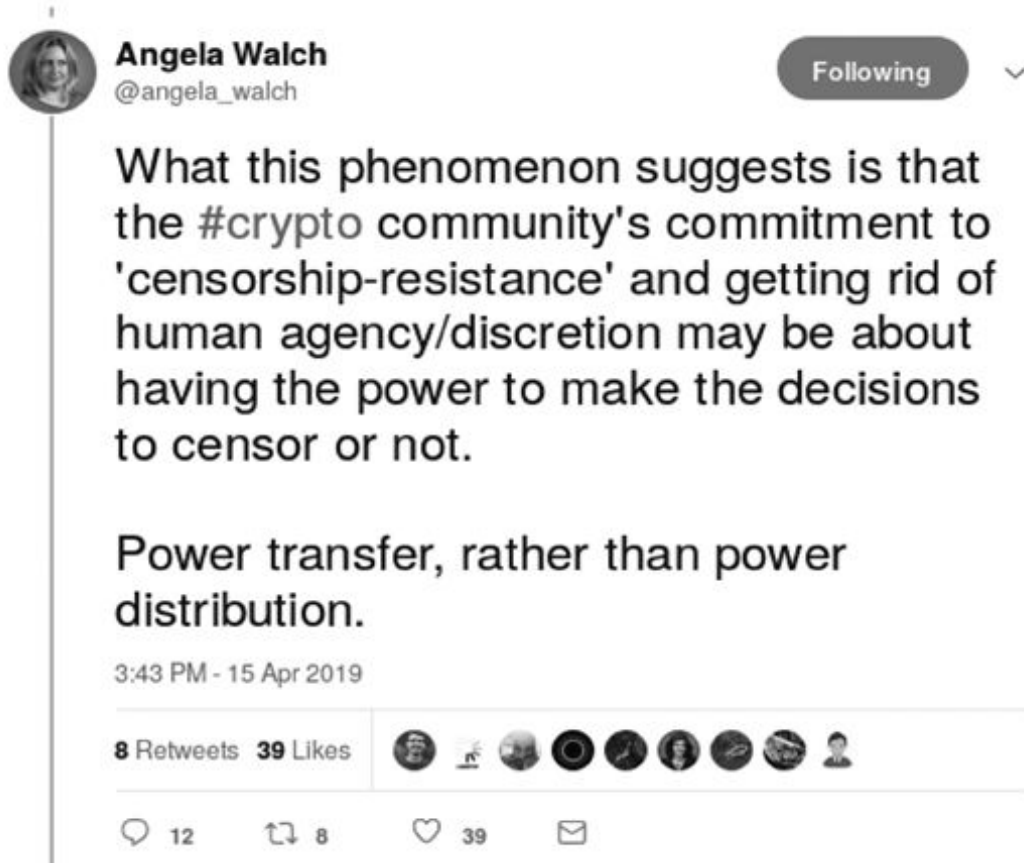 Angela Walch
@angela_walch
Following
What this phenomenon suggests is that
the #crypto community's commitment to
'censorship-resistance' and getting rid of
human agency/discretion may be about
having the power to make the decisions
to censor or not.
Power transfer, rather than power
distribution.
3:43 PM - 15 Apr 2019
8 Retweets 39 Likes
12 8 39